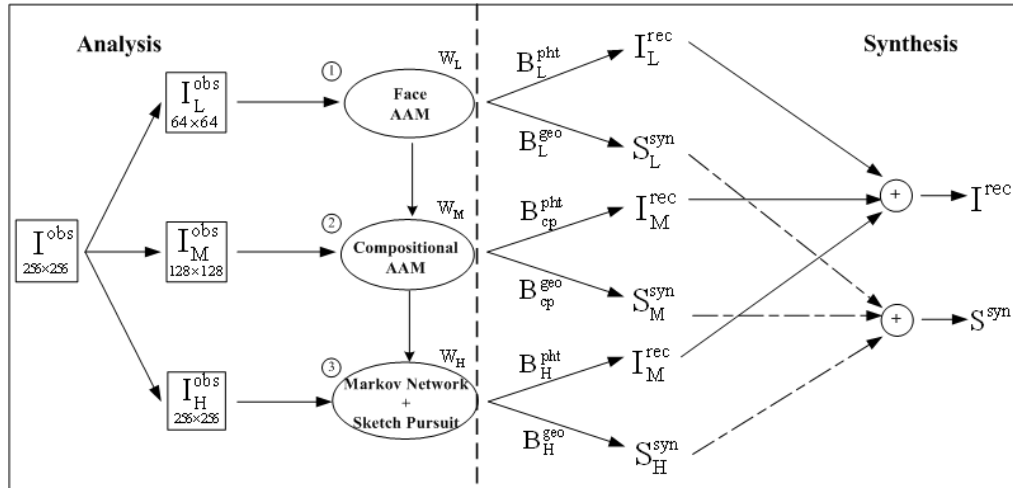 Analysis
Synthesis
I^obs
256×256
I_L^obs
64×64
I_M^obs
128×128
I_H^obs
256×256
① W_L
Face
AAM
② W_M
Compositional
AAM
③ W_H
Markov Network
+
Sketch Pursuit
B_L^pht
B_L^geo
B_cp^pht
B_cp^geo
B_H^pht
B_H^geo
I_L^rec
S_L^syn
I_M^rec
S_M^syn
I_M^rec
S_H^syn
+
I^rec
+
S^syn